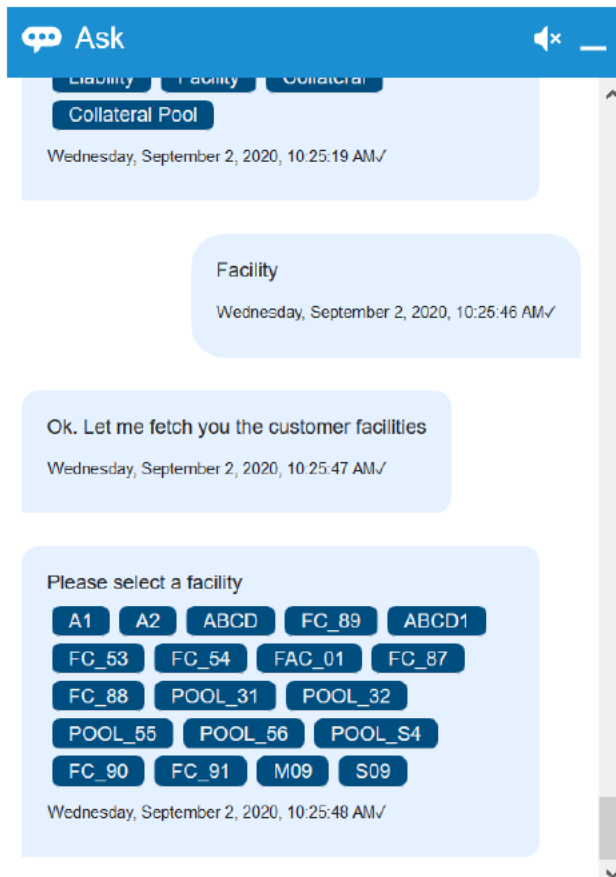 Ask
Liability Facility Collateral
Collateral Pool
Wednesday, September 2, 2020, 10:25:19 AM✓
Facility
Wednesday, September 2, 2020, 10:25:46 AM✓
Ok. Let me fetch you the customer facilities
Wednesday, September 2, 2020, 10:25:47 AM✓
Please select a facility
A1 A2 ABCD FC_89 ABCD1
FC_53 FC_54 FAC_01 FC_87
FC_88 POOL_31 POOL_32
POOL_55 POOL_56 POOL_S4
FC_90 FC_91 M09 S09
Wednesday, September 2, 2020, 10:25:48 AM✓